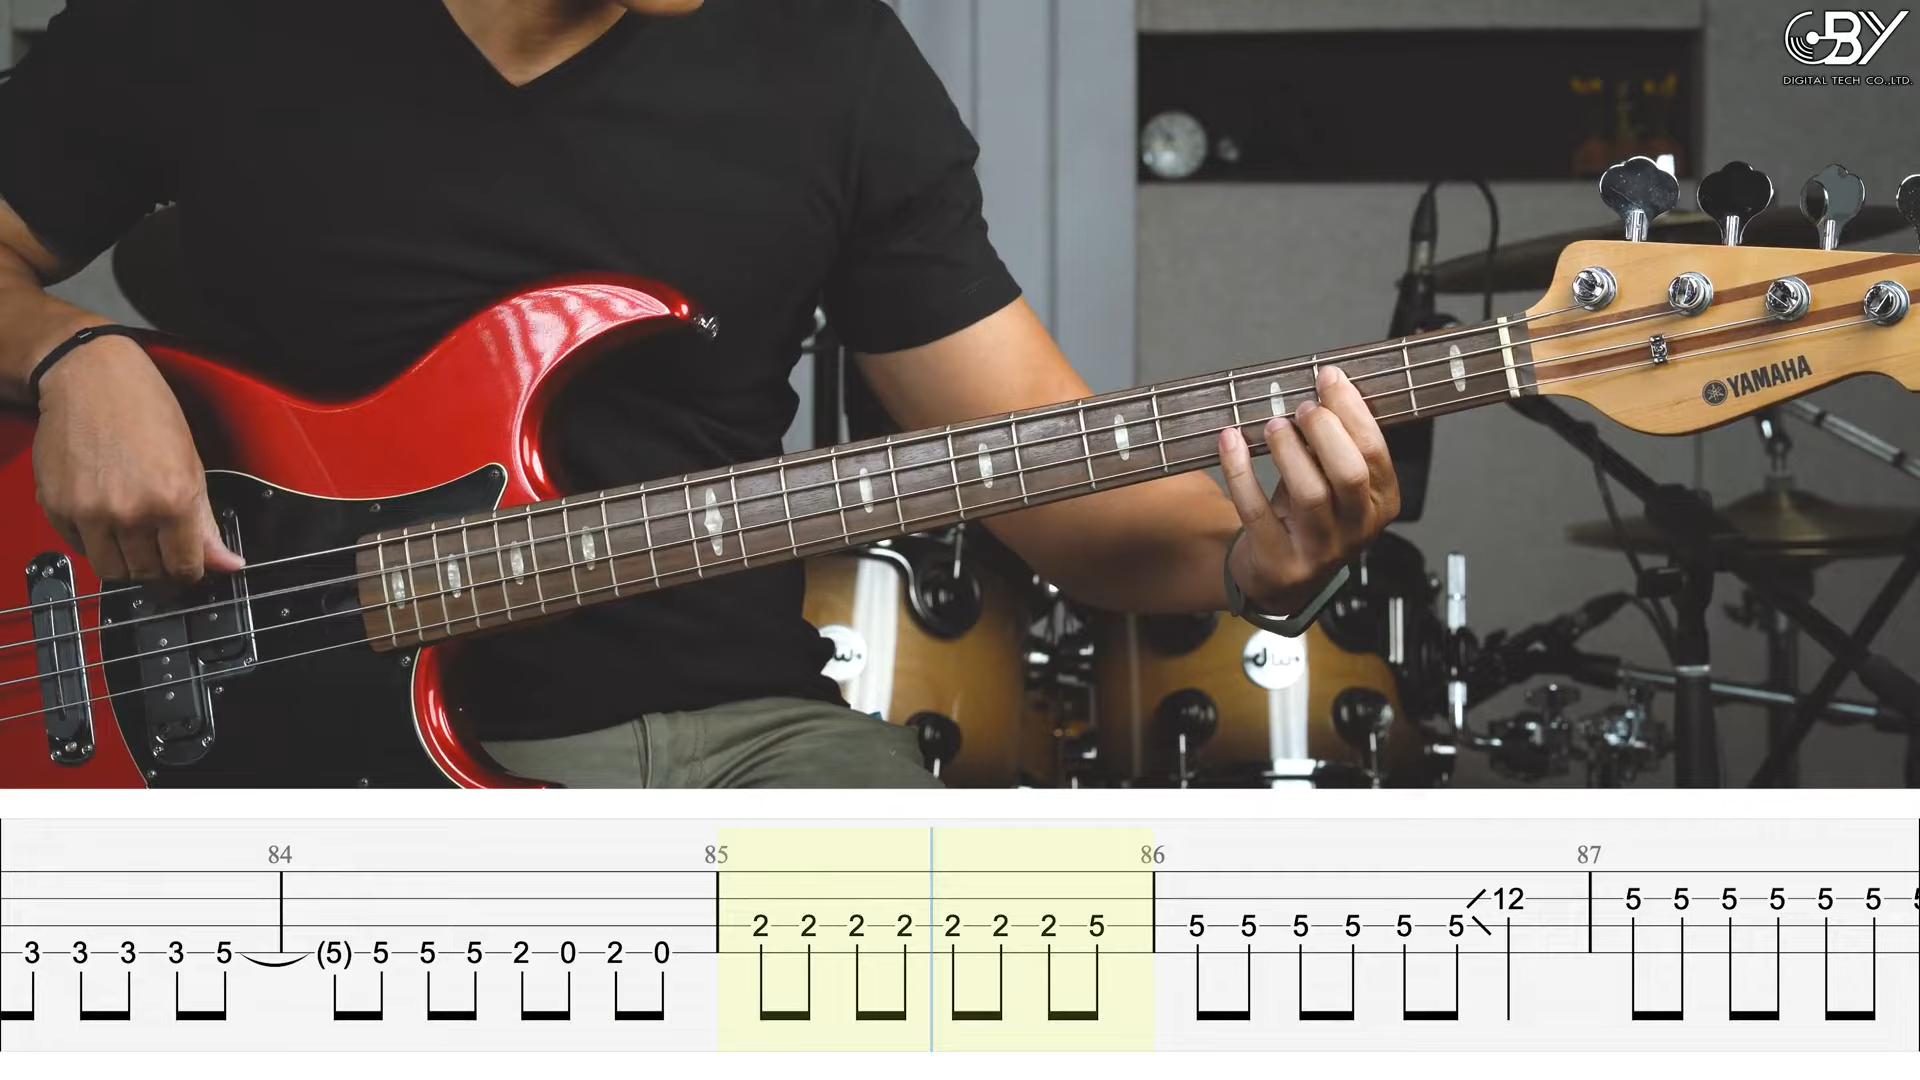 GBY
DIGITAL TECH CO.,LTD.
YAMAHA
dw
dw
84 85 86 87
12 5 5 5 5 5 5
2 2 2 2 2 2 2 5 5 5 5 5 5 5
3 3 3 3 5 (5) 5 5 5 2 0 2 0